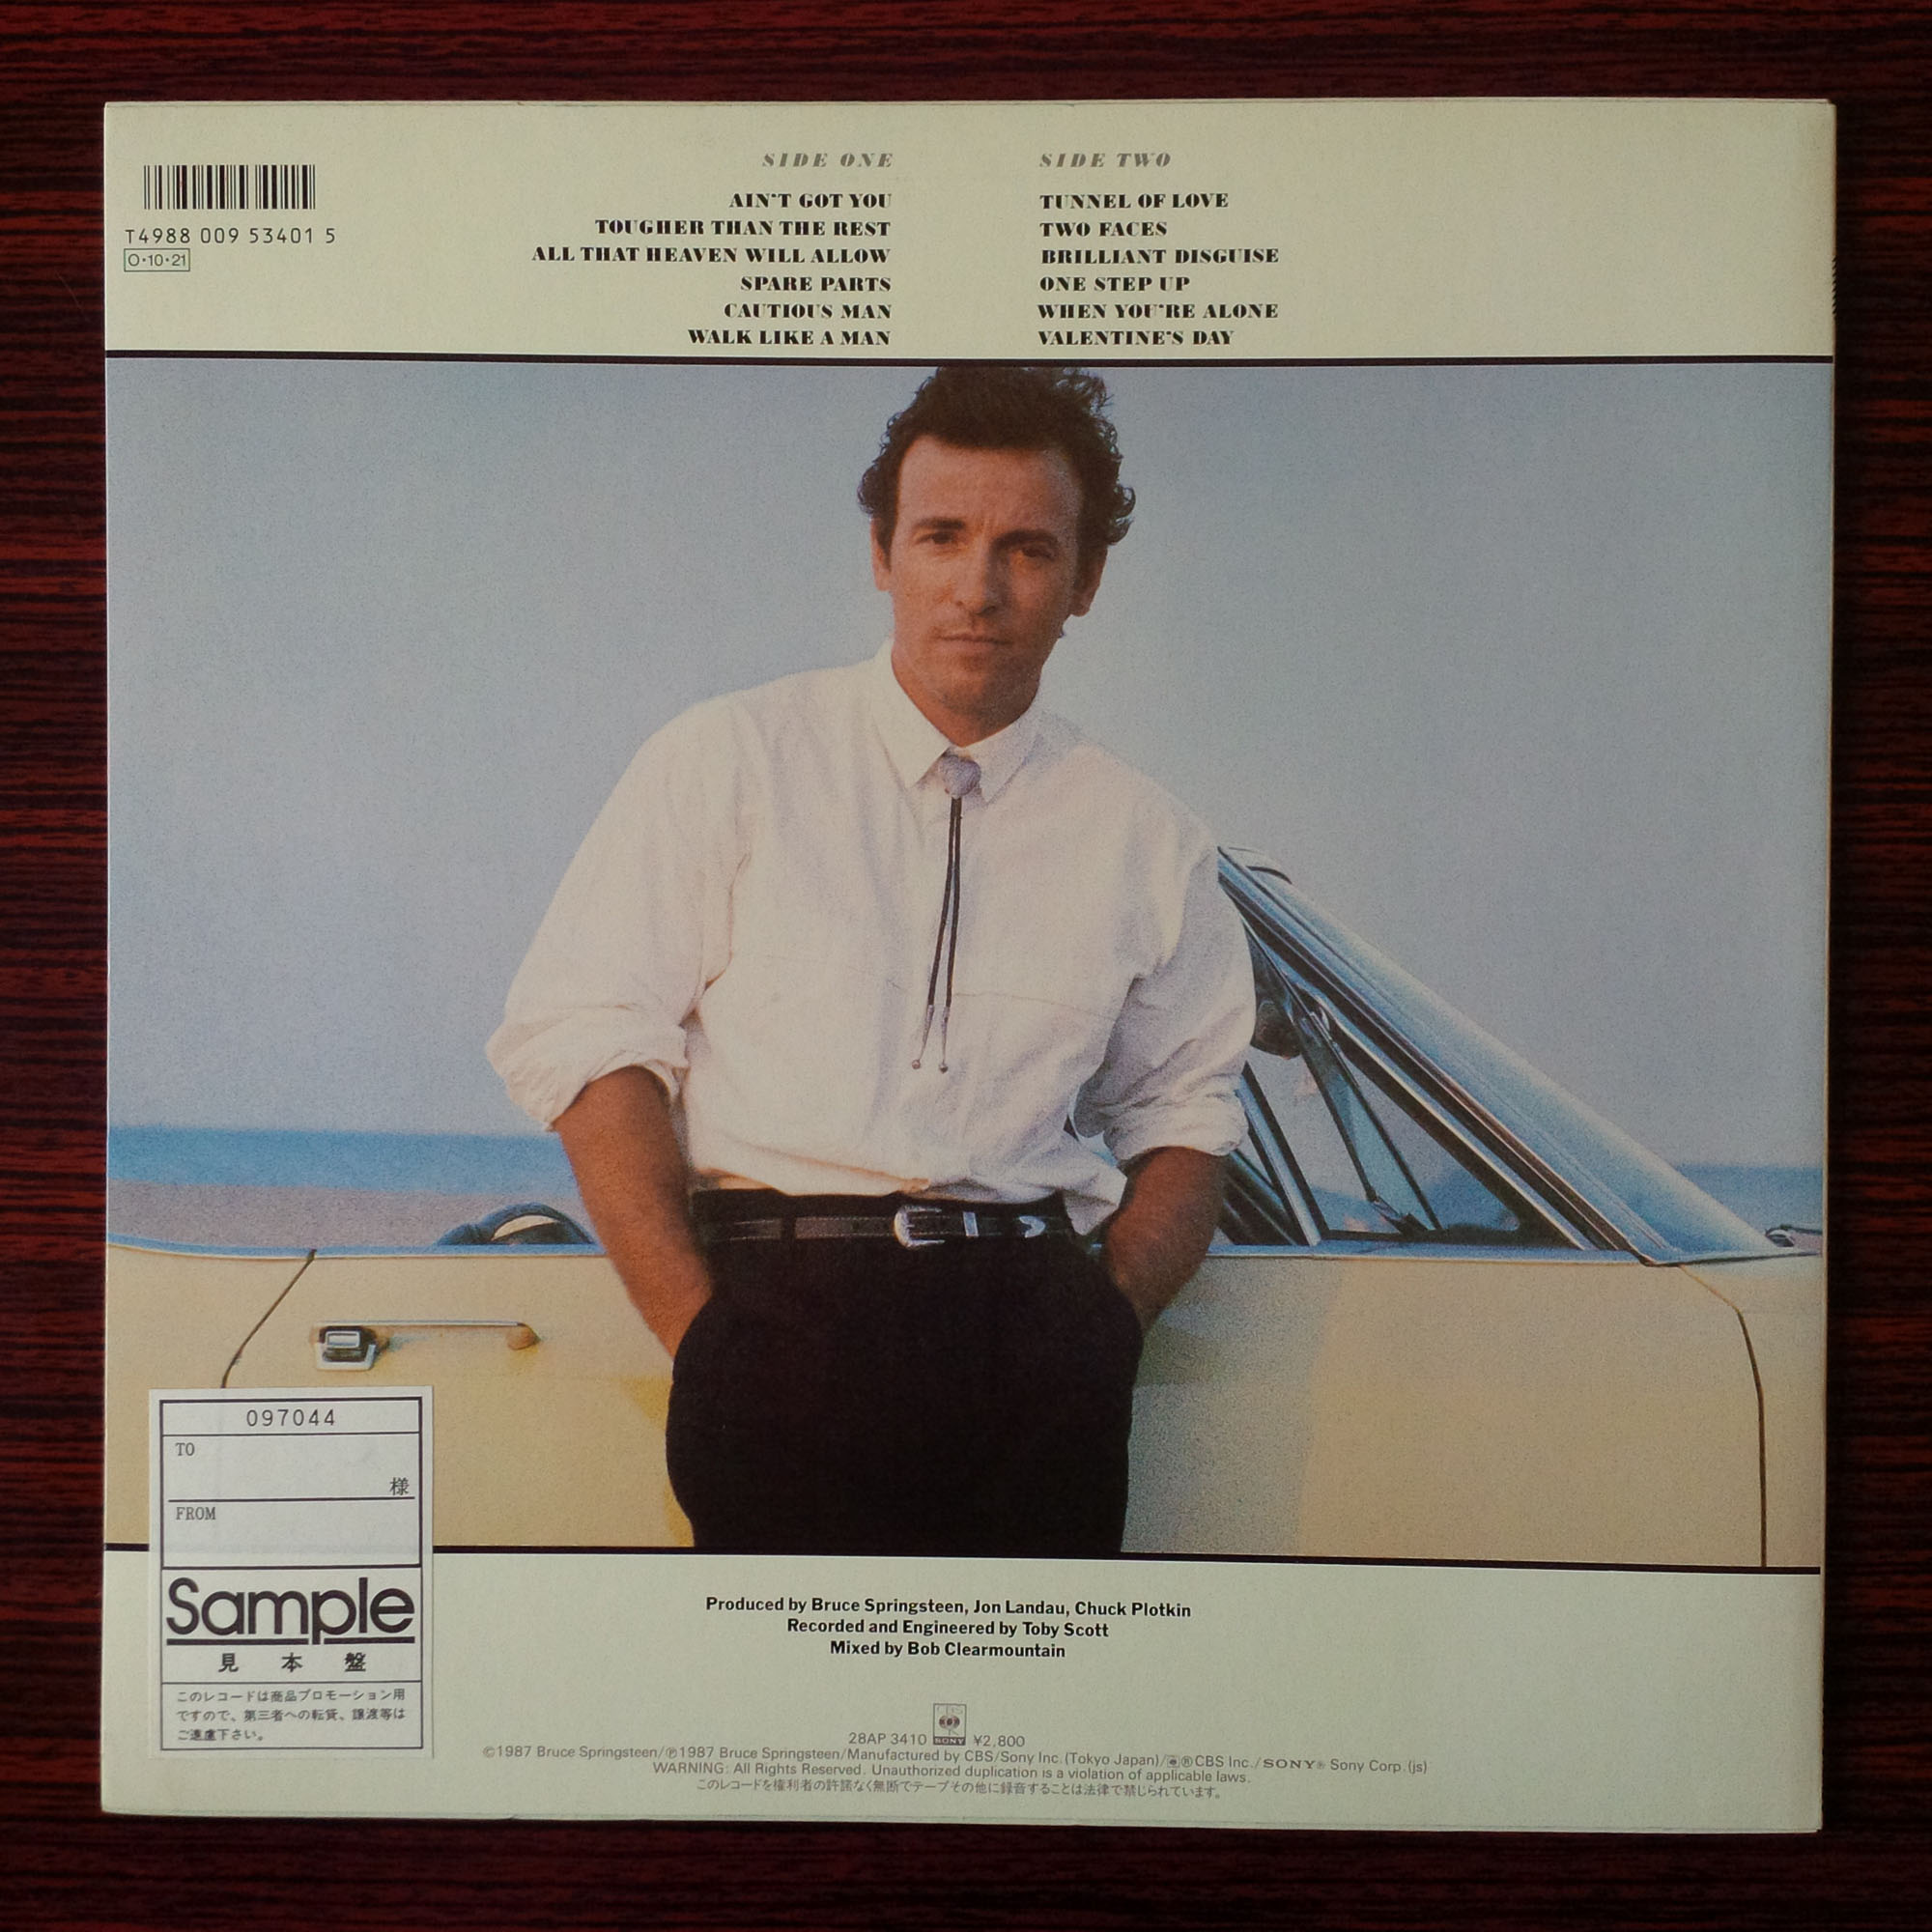 T4988 009 53401 5
O·10·21
SIDE ONE
AIN'T GOT YOU
TOUGHER THAN THE REST
ALL THAT HEAVEN WILL ALLOW
SPARE PARTS
CAUTIOUS MAN
WALK LIKE A MAN
SIDE TWO
TUNNEL OF LOVE
TWO FACES
BRILLIANT DISGUISE
ONE STEP UP
WHEN YOU'RE ALONE
VALENTINE'S DAY
097044
TO
様
FROM
Sample
見 本 盤
このレコードは商品プロモーション用
ですので、第三者への転貸、譲渡等は
ご遠慮下さい。
Produced by Bruce Springsteen, Jon Landau, Chuck Plotkin
Recorded and Engineered by Toby Scott
Mixed by Bob Clearmountain
28AP 3410 CBS SONY ¥2,800
©1987 Bruce Springsteen/℗1987 Bruce Springsteen/Manufactured by CBS/Sony Inc. (Tokyo Japan)/®CBS Inc./SONY® Sony Corp. (js)
WARNING: All Rights Reserved. Unauthorized duplication is a violation of applicable laws.
このレコードを権利者の許諾なく無断でテープその他に録音することは法律で禁じられています。